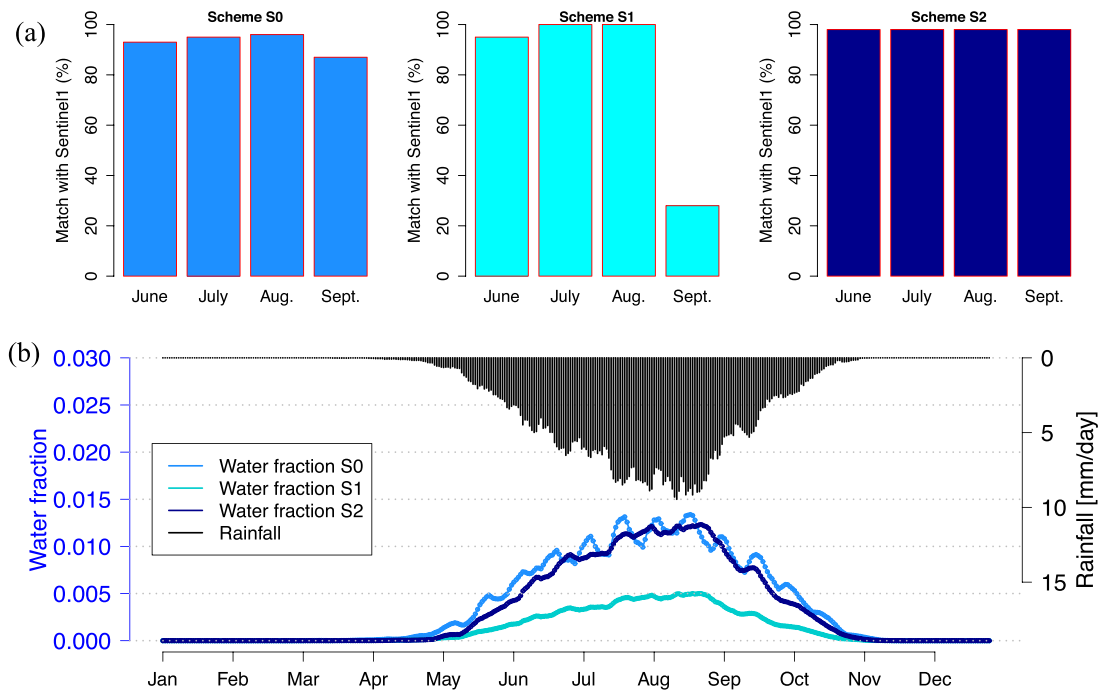 (a)
Scheme S0
Match with Sentinel1 (%)
0 20 40 60 80 100
June July Aug. Sept.
Scheme S1
Match with Sentinel1 (%)
0 20 40 60 80 100
June July Aug. Sept.
Scheme S2
Match with Sentinel1 (%)
0 20 40 60 80 100
June July Aug. Sept.
(b)
Water fraction
0.030
0.025
0.020
0.015
0.010
0.005
0.000
Water fraction S0
Water fraction S1
Water fraction S2
Rainfall
0
5
10
15
Rainfall [mm/day]
Jan Feb Mar Apr May Jun Jul Aug Sep Oct Nov Dec